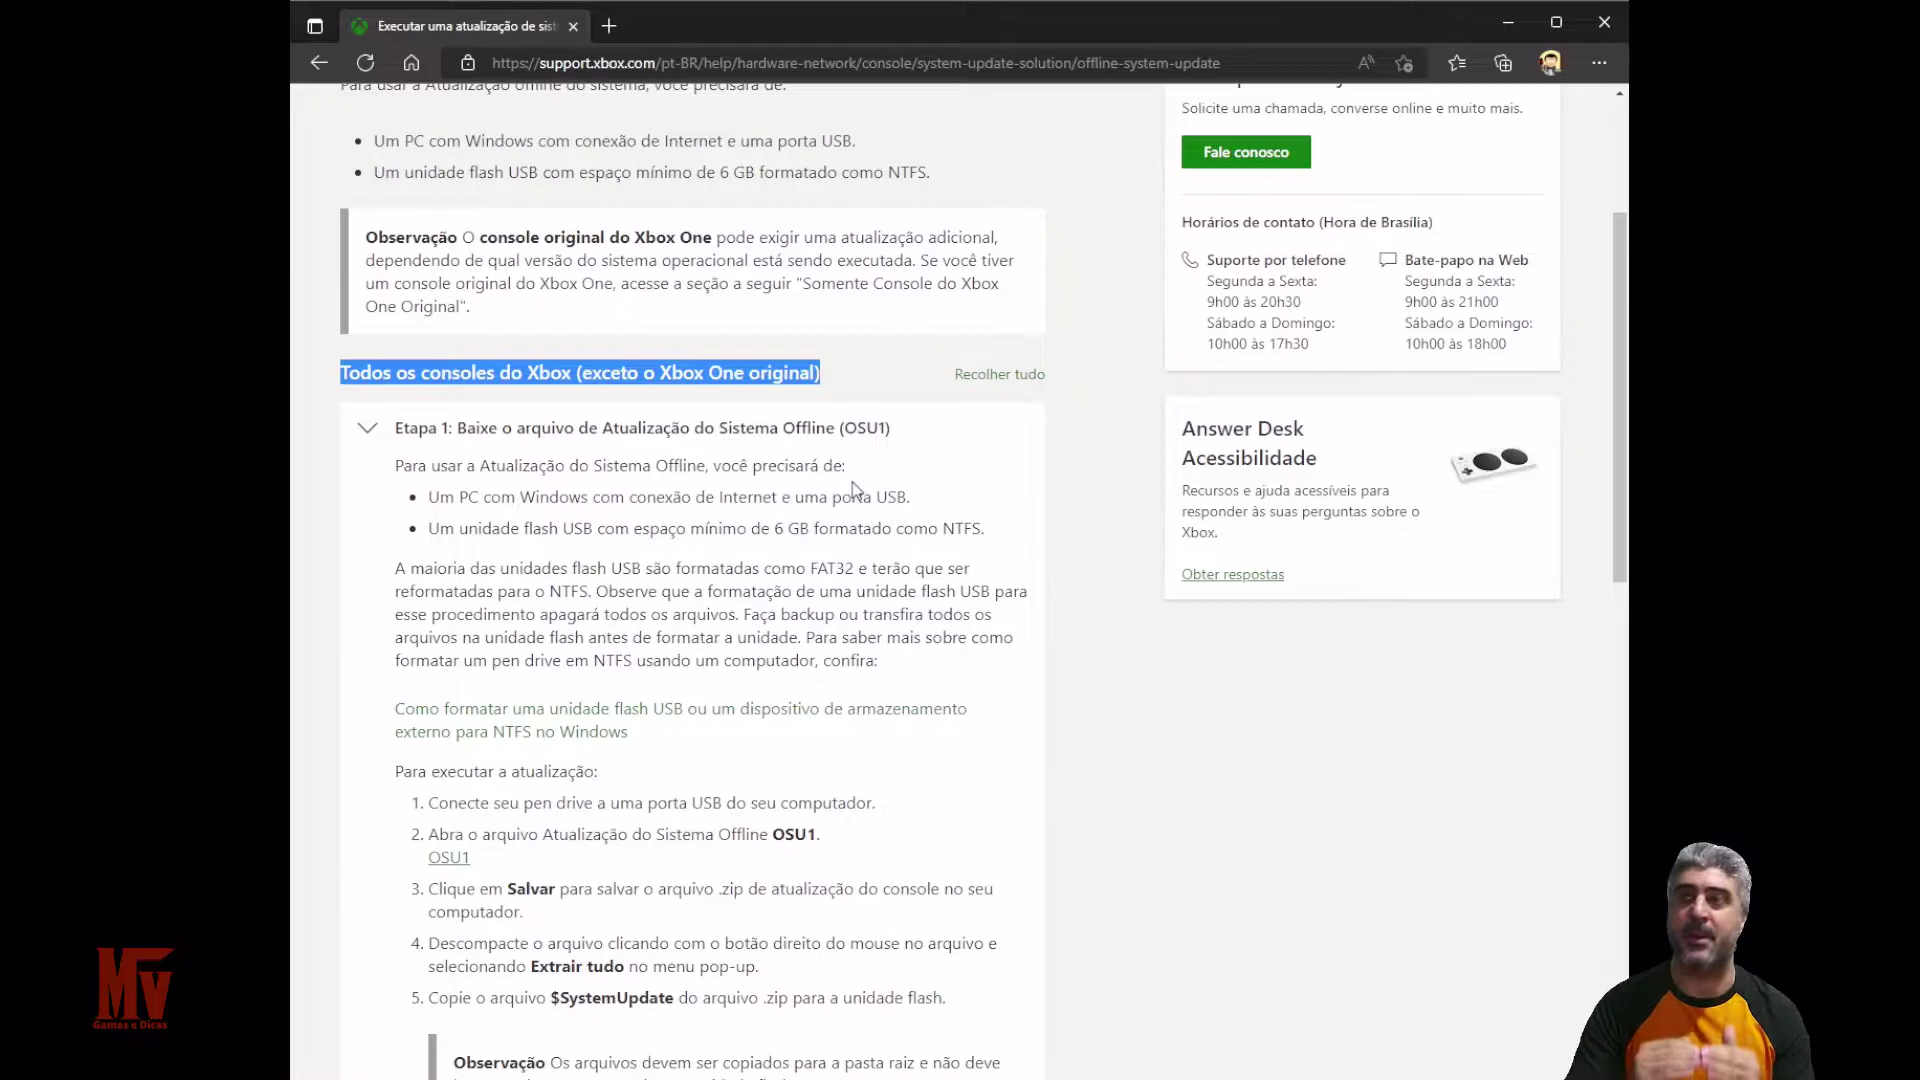 Executar uma atualização de sist
https://support.xbox.com/pt-BR/help/hardware-network/console/system-update-solution/offline-system-update
Para usar a Atualização offline do sistema, você precisará de:
Um PC com Windows com conexão de Internet e uma porta USB.
Um unidade flash USB com espaço mínimo de 6 GB formatado como NTFS.
Observação O console original do Xbox One pode exigir uma atualização adicional,
dependendo de qual versão do sistema operacional está sendo executada. Se você tiver
um console original do Xbox One, acesse a seção a seguir "Somente Console do Xbox
One Original".
Todos os consoles do Xbox (exceto o Xbox One original)
Recolher tudo
Etapa 1: Baixe o arquivo de Atualização do Sistema Offline (OSU1)
Para usar a Atualização do Sistema Offline, você precisará de:
Um PC com Windows com conexão de Internet e uma porta USB.
Um unidade flash USB com espaço mínimo de 6 GB formatado como NTFS.
A maioria das unidades flash USB são formatadas como FAT32 e terão que ser
reformatadas para o NTFS. Observe que a formatação de uma unidade flash USB para
esse procedimento apagará todos os arquivos. Faça backup ou transfira todos os
arquivos na unidade flash antes de formatar a unidade. Para saber mais sobre como
formatar um pen drive em NTFS usando um computador, confira:
Como formatar uma unidade flash USB ou um dispositivo de armazenamento
externo para NTFS no Windows
Para executar a atualização:
1. Conecte seu pen drive a uma porta USB do seu computador.
2. Abra o arquivo Atualização do Sistema Offline OSU1.
OSU1
3. Clique em Salvar para salvar o arquivo .zip de atualização do console no seu
computador.
4. Descompacte o arquivo clicando com o botão direito do mouse no arquivo e
selecionando Extrair tudo no menu pop-up.
5. Copie o arquivo $SystemUpdate do arquivo .zip para a unidade flash.
Observação Os arquivos devem ser copiados para a pasta raiz e não deve
Solicite uma chamada, converse online e muito mais.
Fale conosco
Horários de contato (Hora de Brasília)
Suporte por telefone
Segunda a Sexta:
9h00 às 20h30
Sábado a Domingo:
10h00 às 17h30
Bate-papo na Web
Segunda a Sexta:
9h00 às 21h00
Sábado a Domingo:
10h00 às 18h00
Answer Desk
Acessibilidade
Recursos e ajuda acessíveis para
responder às suas perguntas sobre o
Xbox.
Obter respostas
MV
Games e Dicas